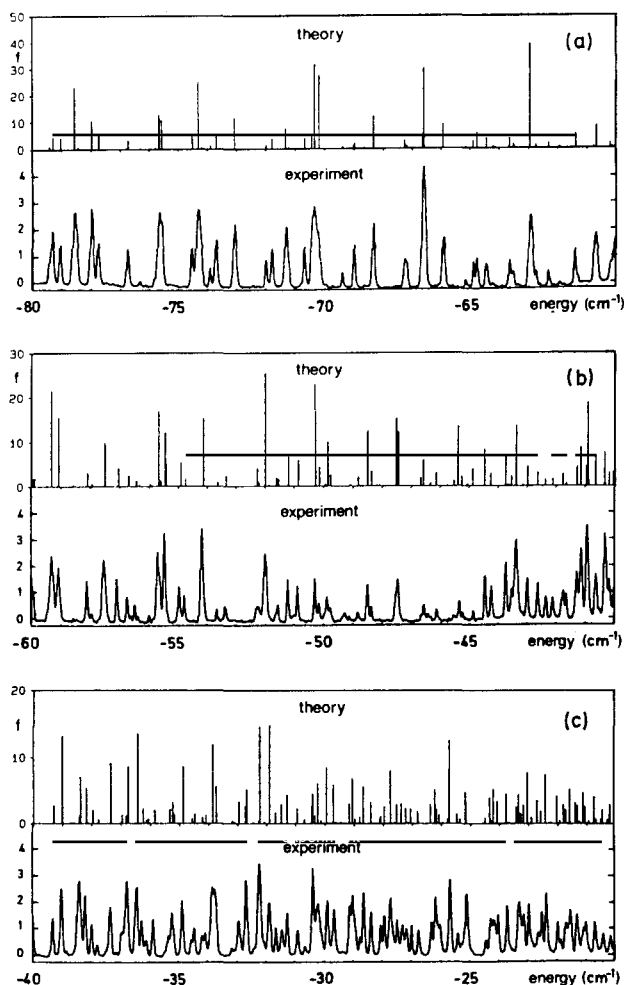 50
40
f
30
20
10
0
theory
(a)
experiment
4
3
2
1
0
-80
-75
-70
-65
energy (cm⁻¹)
30
f
20
10
0
theory
(b)
experiment
4
3
2
1
0
-60
-55
-50
-45
energy (cm⁻¹)
20
f
10
0
theory
(c)
experiment
4
3
2
1
0
-40
-35
-30
-25
energy (cm⁻¹)